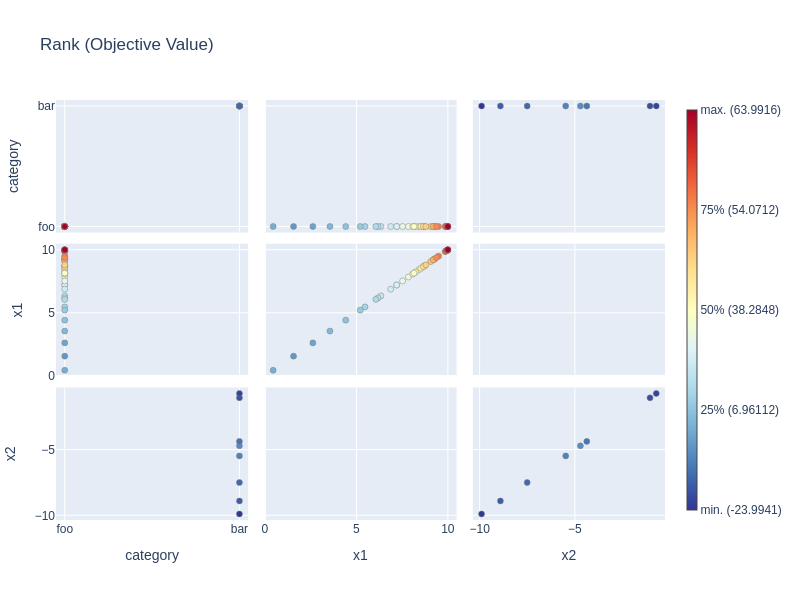 Rank (Objective Value)
category
bar
foo
x1
10
5
0
x2
−5
−10
foo
bar
0
5
10
−10
−5
category
x1
x2
max. (63.9916)
75% (54.0712)
50% (38.2848)
25% (6.96112)
min. (-23.9941)